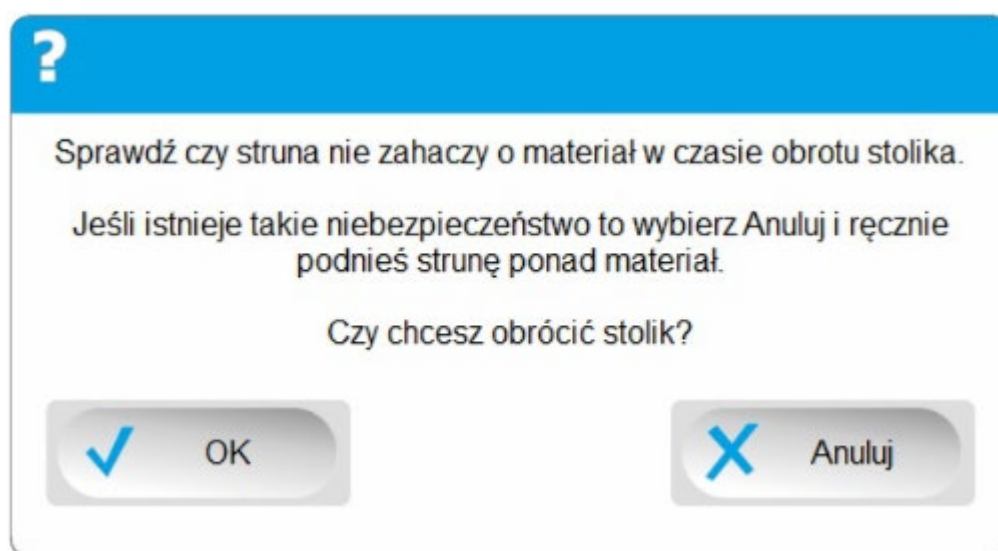 ?
Sprawdź czy struna nie zahaczy o materiał w czasie obrotu stolika.
Jeśli istnieje takie niebezpieczeństwo to wybierz Anuluj i ręcznie
podnieś strunę ponad materiał.
Czy chcesz obrócić stolik?
OK
Anuluj